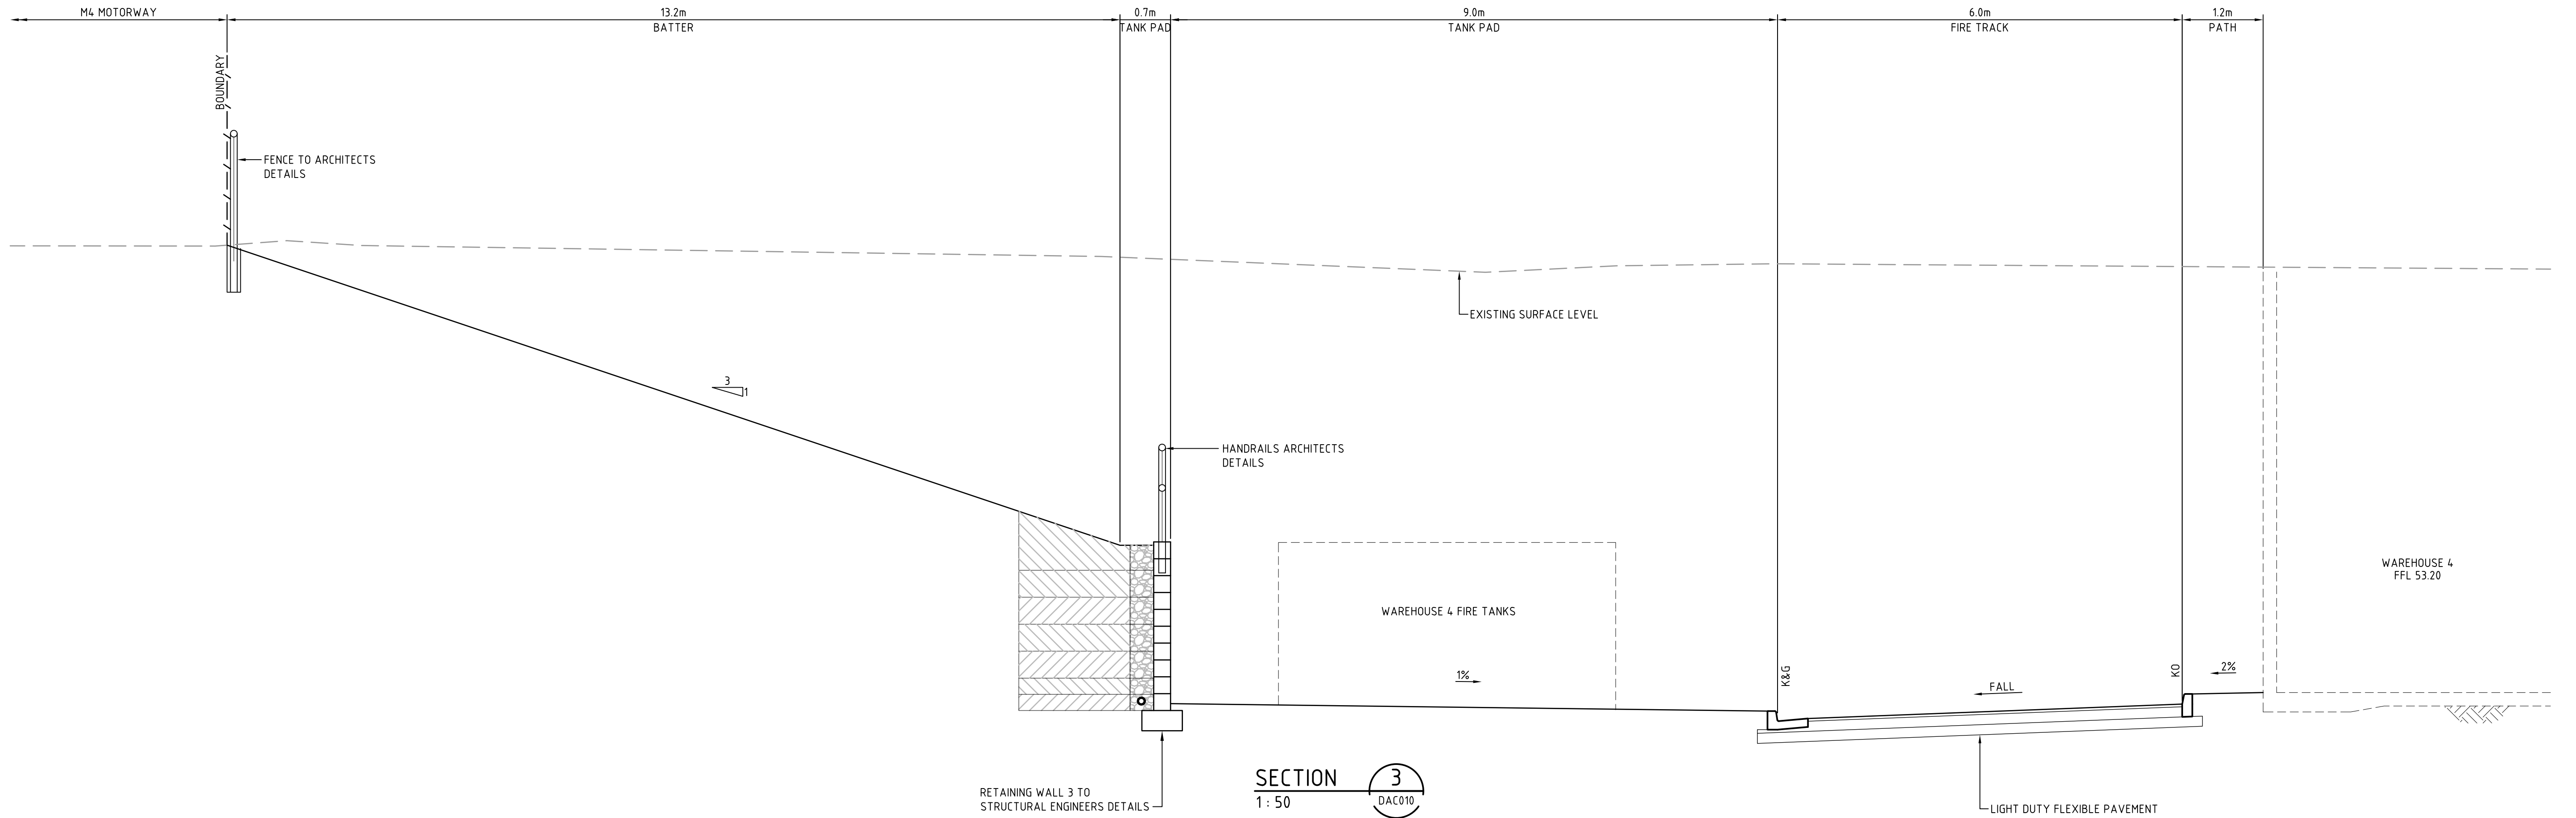 M4 MOTORWAY
13.2m
BATTER
0.7m
TANK PAD
9.0m
TANK PAD
6.0m
FIRE TRACK
1.2m
PATH
BOUNDARY
FENCE TO ARCHITECTS
DETAILS
EXISTING SURFACE LEVEL
3
1
HANDRAILS ARCHITECTS
DETAILS
WAREHOUSE 4
FFL 53.20
WAREHOUSE 4 FIRE TANKS
1%
K&G
FALL
KO
2%
RETAINING WALL 3 TO
STRUCTURAL ENGINEERS DETAILS
SECTION
1 : 50
3
DAC010
LIGHT DUTY FLEXIBLE PAVEMENT